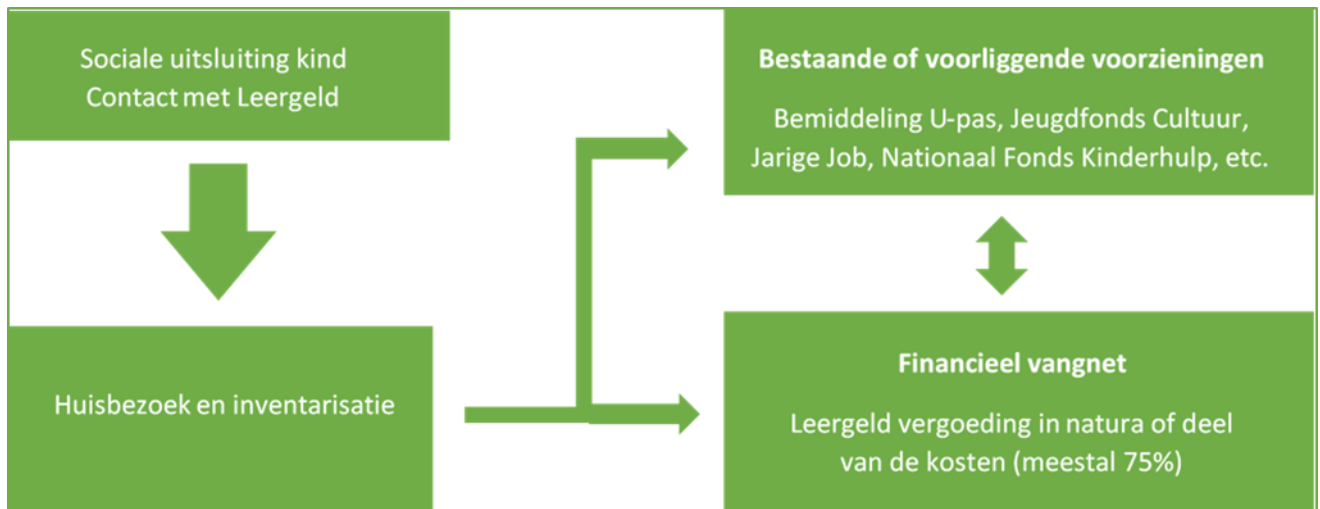 Sociale uitsluiting kind
Contact met Leergeld
Huisbezoek en inventarisatie
Bestaande of voorliggende voorzieningen
Bemiddeling U-pas, Jeugdfonds Cultuur,
Jarige Job, Nationaal Fonds Kinderhulp, etc.
Financieel vangnet
Leergeld vergoeding in natura of deel
van de kosten (meestal 75%)